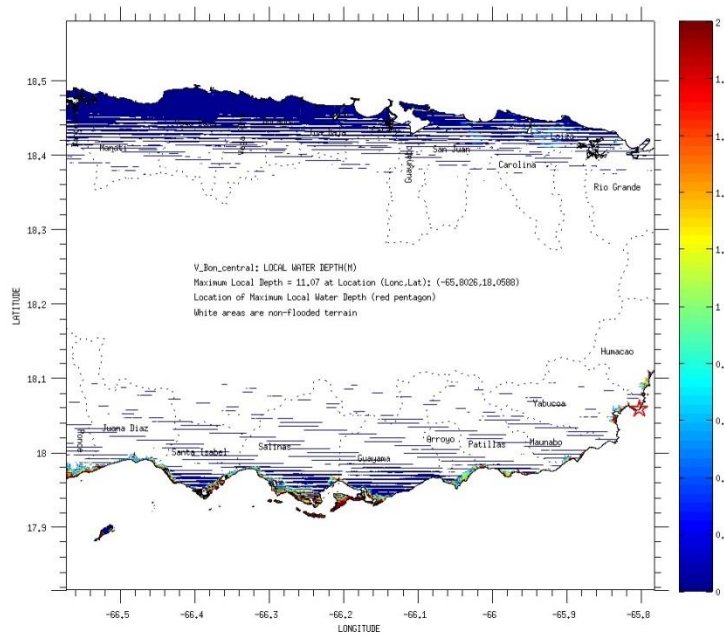 2
18.5
18.4
18.3
18.2
18.1
18
17.9
LATITUDE
Manati
San Juan
Loiza
Carolina
Guaynabo
Rio Grande
V_Bon_central: LOCAL WATER DEPTH(M)
Maximum Local Depth = 11.07 at Location (Lonc,Lat): (-65.8026,18.0588)
Location of Maximum Local Water Depth (red pentagon)
White areas are non-flooded terrain
Humacao
Yabucoa
Juana Diaz
Ponce
Santa Isabel
Salinas
Guayama
Arroyo
Patillas
Maunabo
0
-66.5
-66.4
-66.3
-66.2
-66.1
-66
-65.9
-65.8
LONGITUDE